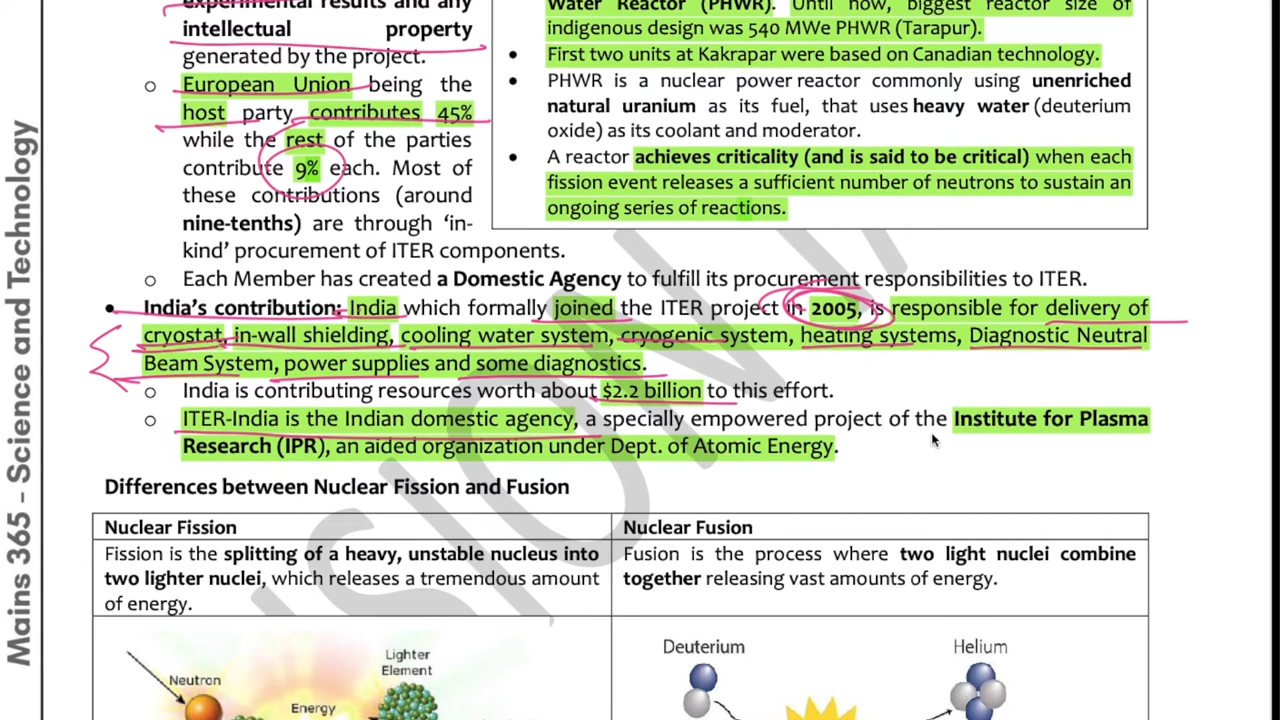 Mains 365 - Science and Technology
experimental results and any
intellectual property
generated by the project.
o European Union being the
host party contributes 45%
while the rest of the parties
contribute 9% each. Most of
these contributions (around
nine-tenths) are through ‘in-
kind’ procurement of ITER components.
o Each Member has created a Domestic Agency to fulfill its procurement responsibilities to ITER.
Water Reactor (PHWR). Until now, biggest reactor size of
indigenous design was 540 MWe PHWR (Tarapur).
• First two units at Kakrapar were based on Canadian technology.
• PHWR is a nuclear power reactor commonly using unenriched
natural uranium as its fuel, that uses heavy water (deuterium
oxide) as its coolant and moderator.
• A reactor achieves criticality (and is said to be critical) when each
fission event releases a sufficient number of neutrons to sustain an
ongoing series of reactions.
• India’s contribution: India which formally joined the ITER project in 2005, is responsible for delivery of
cryostat, in-wall shielding, cooling water system, cryogenic system, heating systems, Diagnostic Neutral
Beam System, power supplies and some diagnostics.
o India is contributing resources worth about $2.2 billion to this effort.
o ITER-India is the Indian domestic agency, a specially empowered project of the Institute for Plasma
Research (IPR), an aided organization under Dept. of Atomic Energy.
Differences between Nuclear Fission and Fusion
Nuclear Fission
Nuclear Fusion
Fission is the splitting of a heavy, unstable nucleus into
two lighter nuclei, which releases a tremendous amount
of energy.
Fusion is the process where two light nuclei combine
together releasing vast amounts of energy.
Neutron
Energy
Lighter
Element
Deuterium
Helium